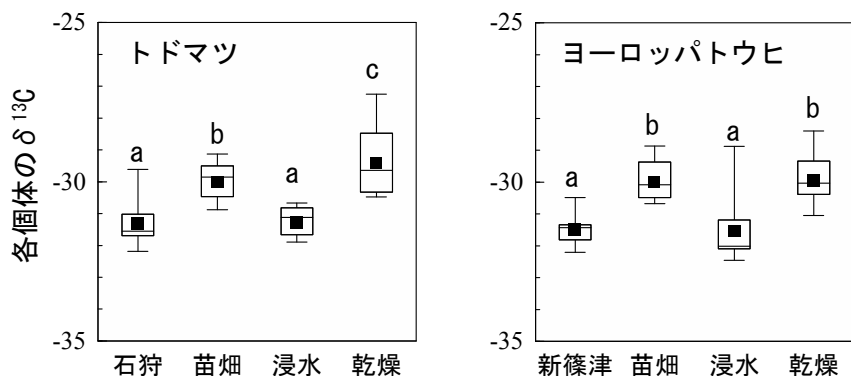 各個体のδ¹³C
トドマツ
-25
-30
-35
a
b
a
c
石狩 苗畑 浸水 乾燥
ヨーロッパトウヒ
-25
-30
-35
a
b
a
b
新篠津 苗畑 浸水 乾燥